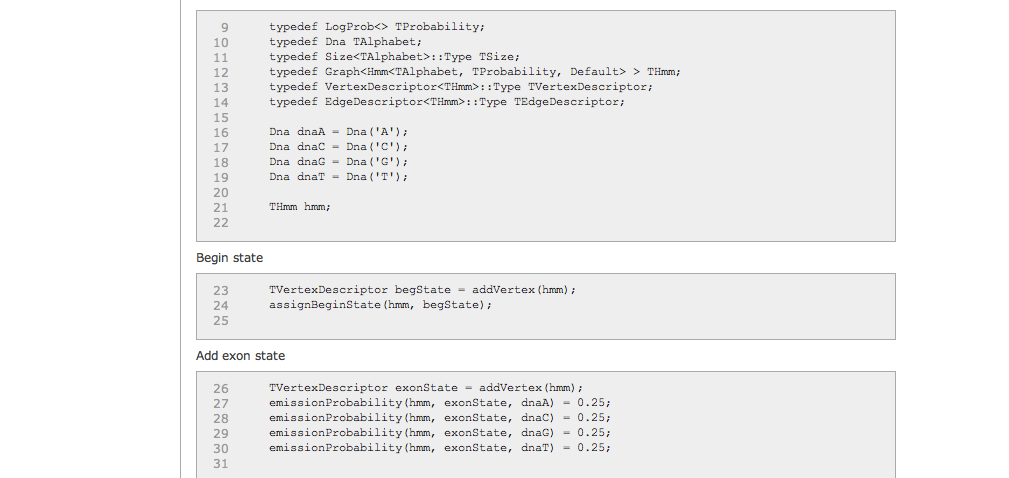 9 typedef LogProb<> TProbability;
10 typedef Dna TAlphabet;
11 typedef Size<TAlphabet>::Type TSize;
12 typedef Graph<Hmm<TAlphabet, TProbability, Default> > THmm;
13 typedef VertexDescriptor<THmm>::Type TVertexDescriptor;
14 typedef EdgeDescriptor<THmm>::Type TEdgeDescriptor;
15
16 Dna dnaA = Dna('A');
17 Dna dnaC = Dna('C');
18 Dna dnaG = Dna('G');
19 Dna dnaT = Dna('T');
20
21 THmm hmm;
22
Begin state
23 TVertexDescriptor begState = addVertex(hmm);
24 assignBeginState(hmm, begState);
25
Add exon state
26 TVertexDescriptor exonState = addVertex(hmm);
27 emissionProbability(hmm, exonState, dnaA) = 0.25;
28 emissionProbability(hmm, exonState, dnaC) = 0.25;
29 emissionProbability(hmm, exonState, dnaG) = 0.25;
30 emissionProbability(hmm, exonState, dnaT) = 0.25;
31